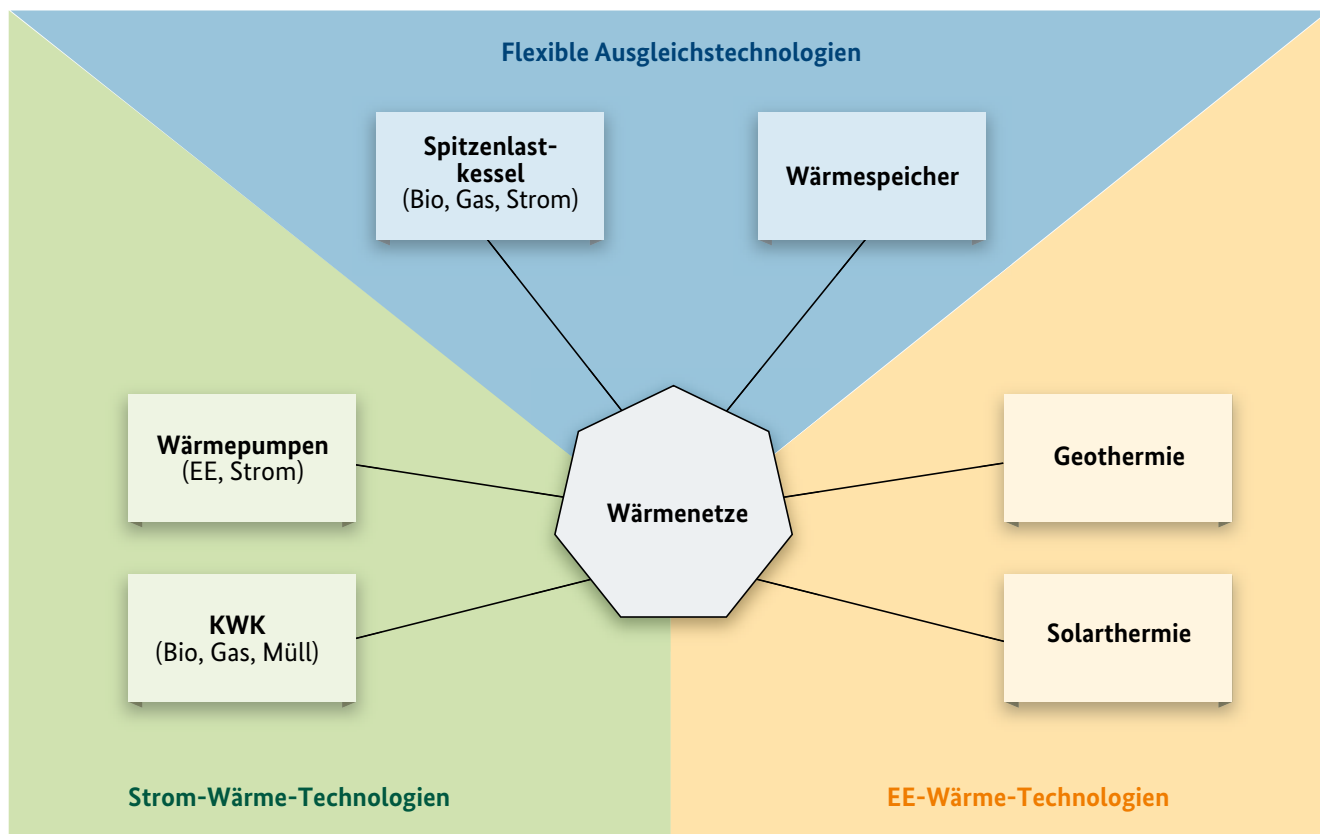 Flexible Ausgleichstechnologien
Spitzenlast-
kessel
(Bio, Gas, Strom)
Wärmespeicher
Wärmepumpen
(EE, Strom)
Geothermie
Wärmenetze
KWK
(Bio, Gas, Müll)
Solarthermie
Strom-Wärme-Technologien
EE-Wärme-Technologien